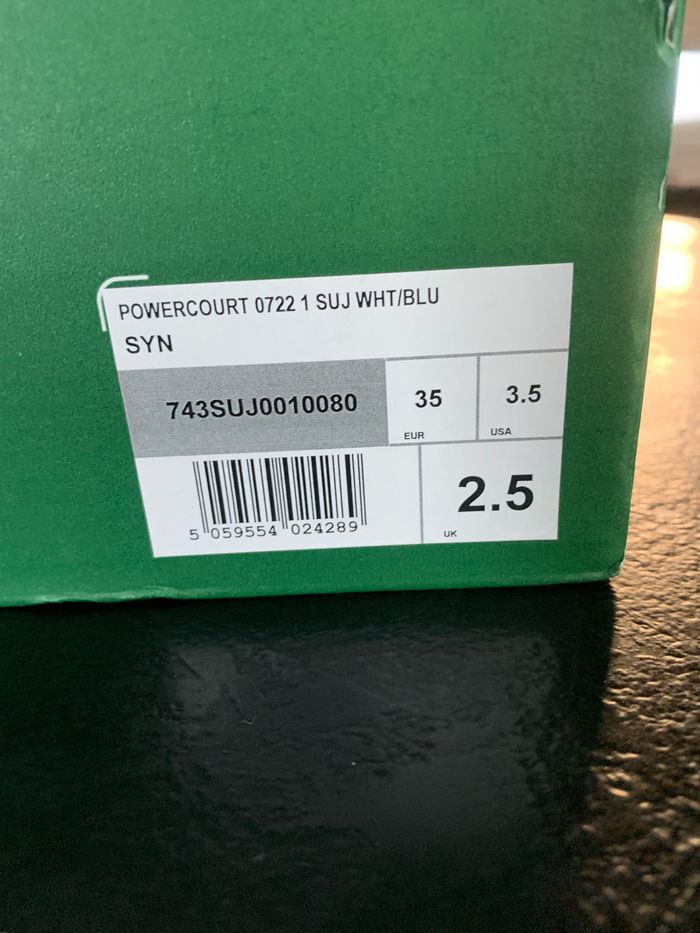 POWERCOURT 0722 1 SUJ WHT/BLU
SYN
743SUJ0010080
35
EUR
3.5
USA
5 059554 024289
2.5
UK